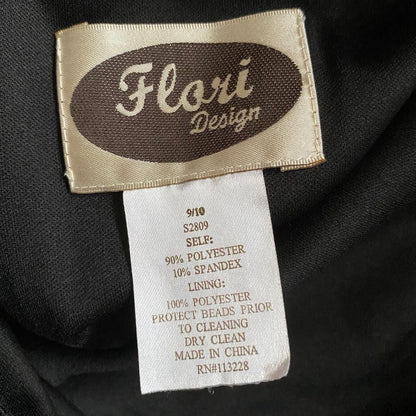 Flori
Design
9/10
S2809
SELF:
90% POLYESTER
10% SPANDEX
LINING:
100% POLYESTER
PROTECT BEADS PRIOR
TO CLEANING
DRY CLEAN
MADE IN CHINA
RN#113228